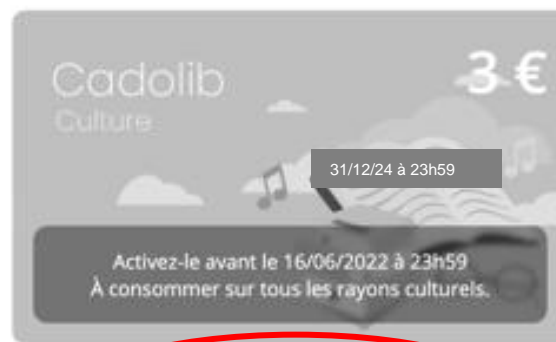 Cadolib
3 €
Culture
31/12/24 à 23h59
Activez-le avant le 16/06/2022 à 23h59
À consommer sur tous les rayons culturels.